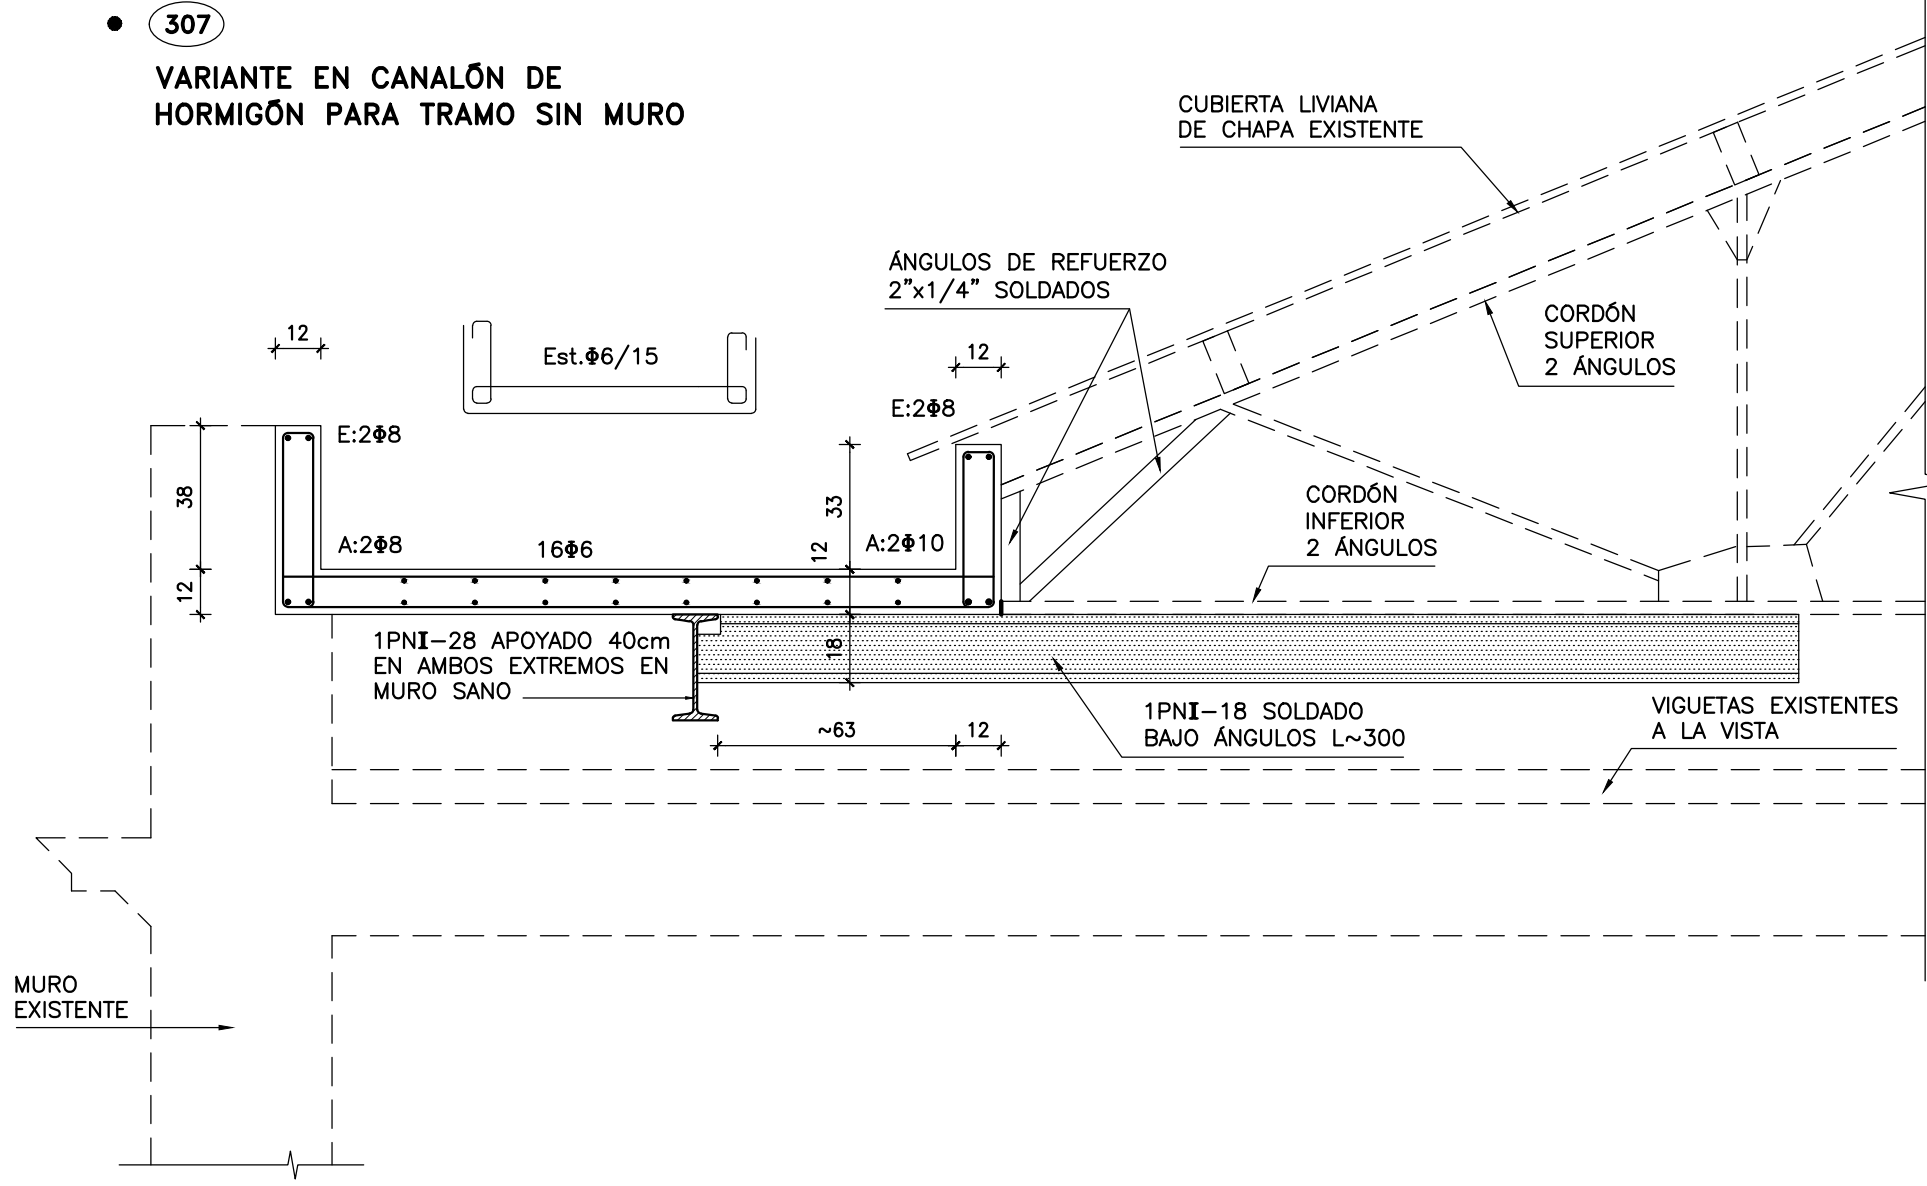 307
VARIANTE EN CANALÓN DE
HORMIGÓN PARA TRAMO SIN MURO
CUBIERTA LIVIANA
DE CHAPA EXISTENTE
ÁNGULOS DE REFUERZO
2"x1/4" SOLDADOS
CORDÓN
SUPERIOR
2 ÁNGULOS
12
Est.Φ6/15
12
E:2Φ8
E:2Φ8
38
33
CORDÓN
INFERIOR
2 ÁNGULOS
A:2Φ8
16Φ6
12
A:2Φ10
12
1PNI-28 APOYADO 40cm
EN AMBOS EXTREMOS EN
MURO SANO
18
~63
12
1PNI-18 SOLDADO
BAJO ÁNGULOS L~300
VIGUETAS EXISTENTES
A LA VISTA
MURO
EXISTENTE